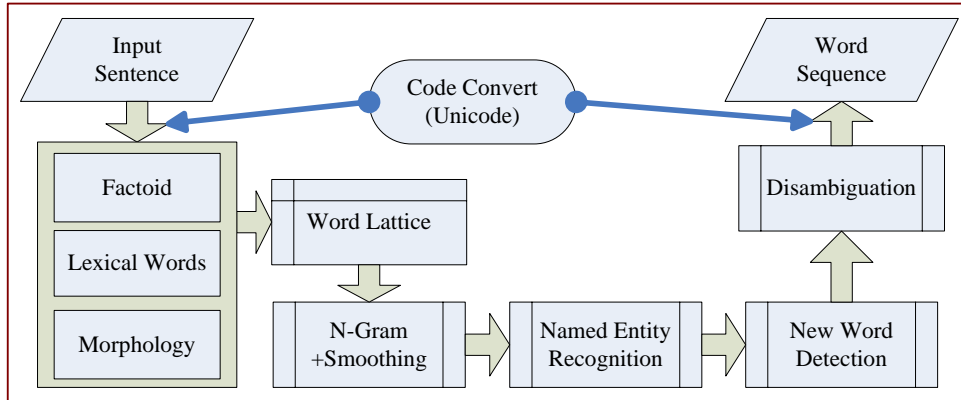 Input
Sentence
Code Convert
(Unicode)
Word
Sequence
Factoid
Lexical Words
Morphology
Word Lattice
N-Gram
+Smoothing
Named Entity
Recognition
New Word
Detection
Disambiguation